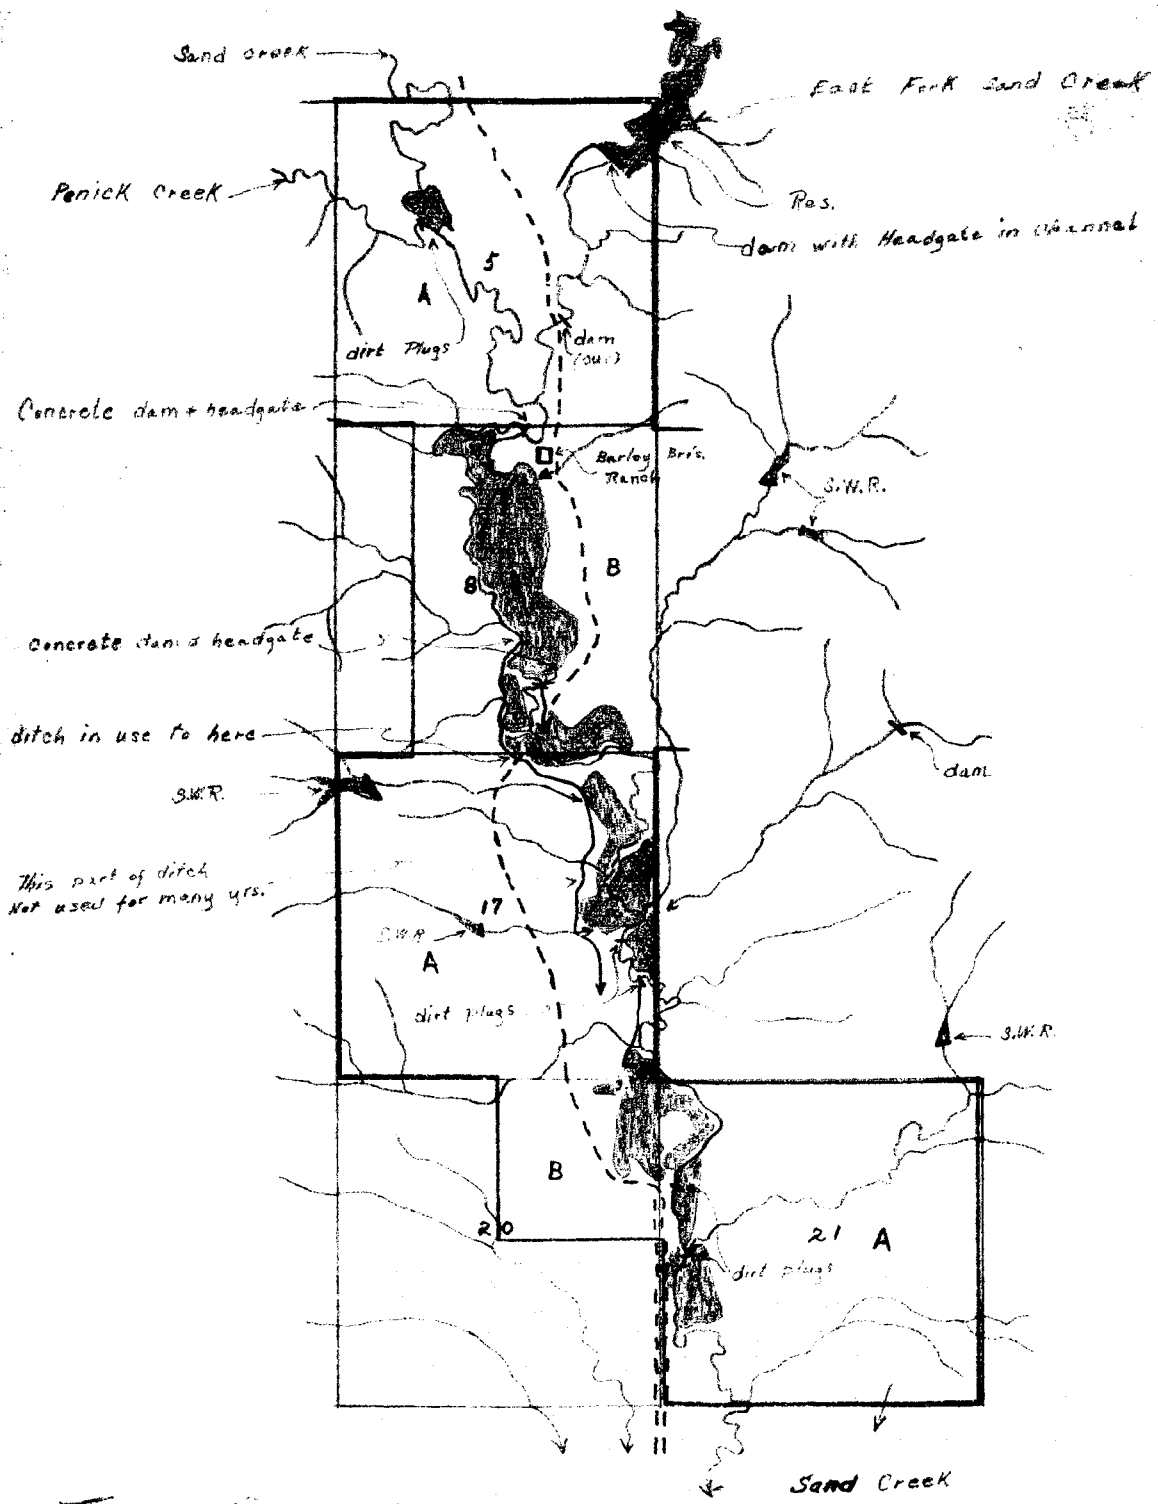 Sand Creek
East Fork Sand Creek
Penick Creek
Res.
dam with Headgate in Channel
5
A
dirt Plugs
dam
(out)
Concrete dam & headgate
Barley Bros.
Ranch
S.W.R.
B
8
Concrete dam & headgate
ditch in use to here
dam
S.W.R.
This part of ditch
Not used for many yrs.
17
S.W.R.
A
dirt plugs
S.W.R.
B
20
21 A
dirt plugs
Sand Creek